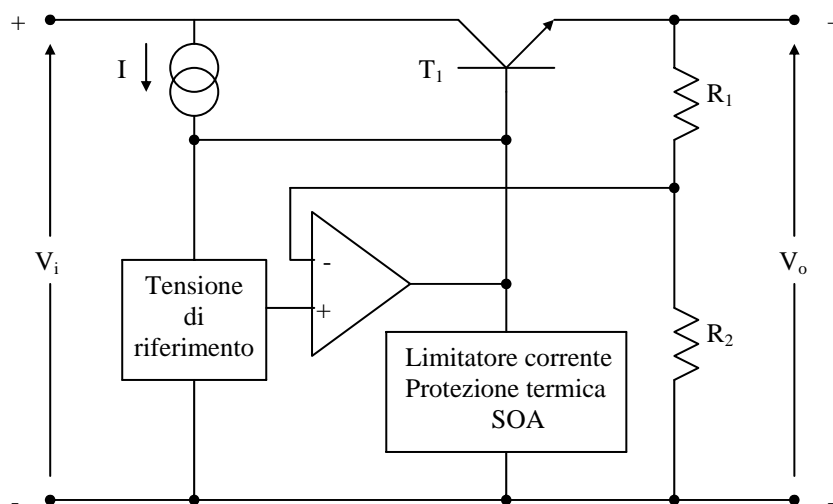 +
I
T₁
R₁
Vᵢ
Vₒ
Tensione
di
riferimento
-
+
R₂
Limitatore corrente
Protezione termica
SOA
-